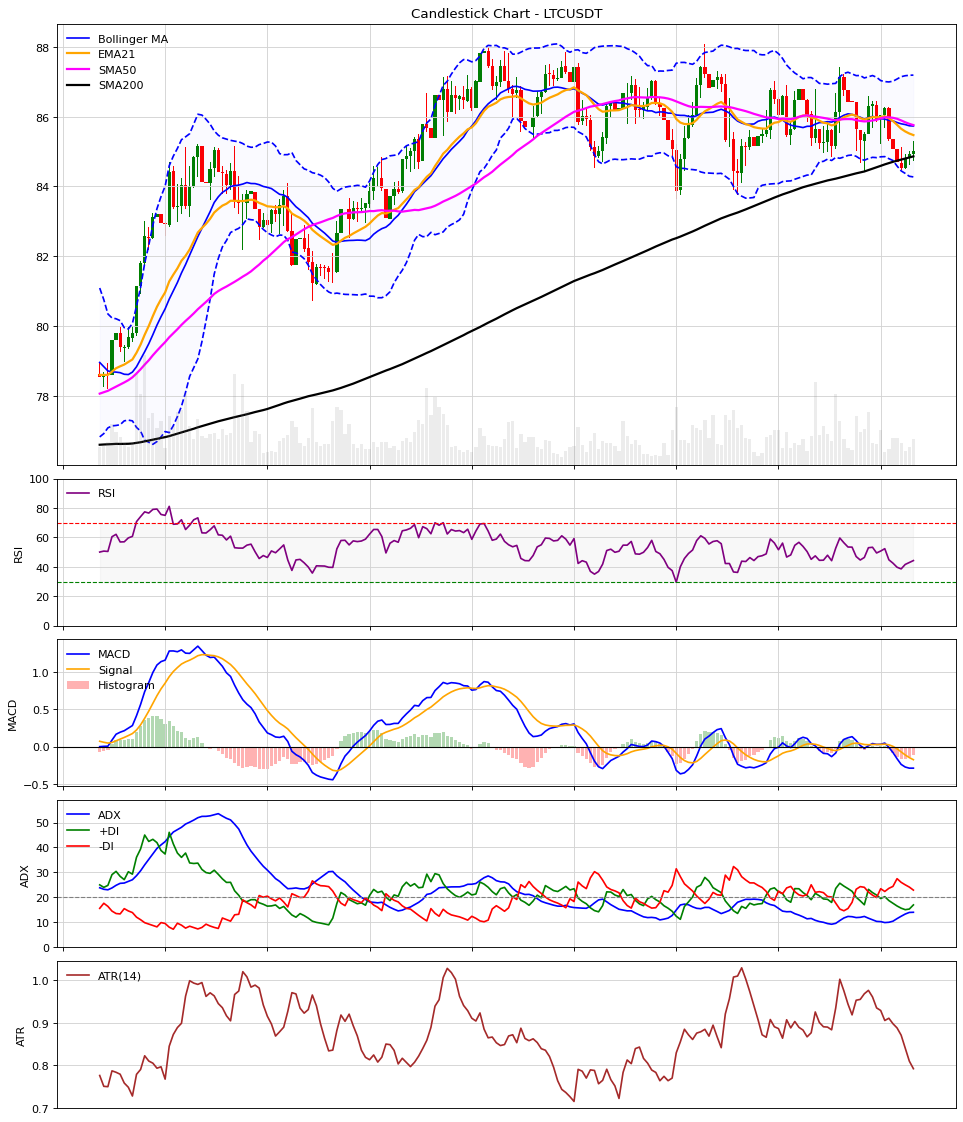 Candlestick Chart - LTCUSDT
Bollinger MA
EMA21
SMA50
SMA200
88
86
84
82
80
78
RSI
100
80
60
40
20
0
RSI
MACD
Signal
Histogram
1.0
0.5
0.0
−0.5
MACD
ADX
+DI
-DI
50
40
30
20
10
0
ADX
ATR(14)
1.0
0.9
0.8
0.7
ATR